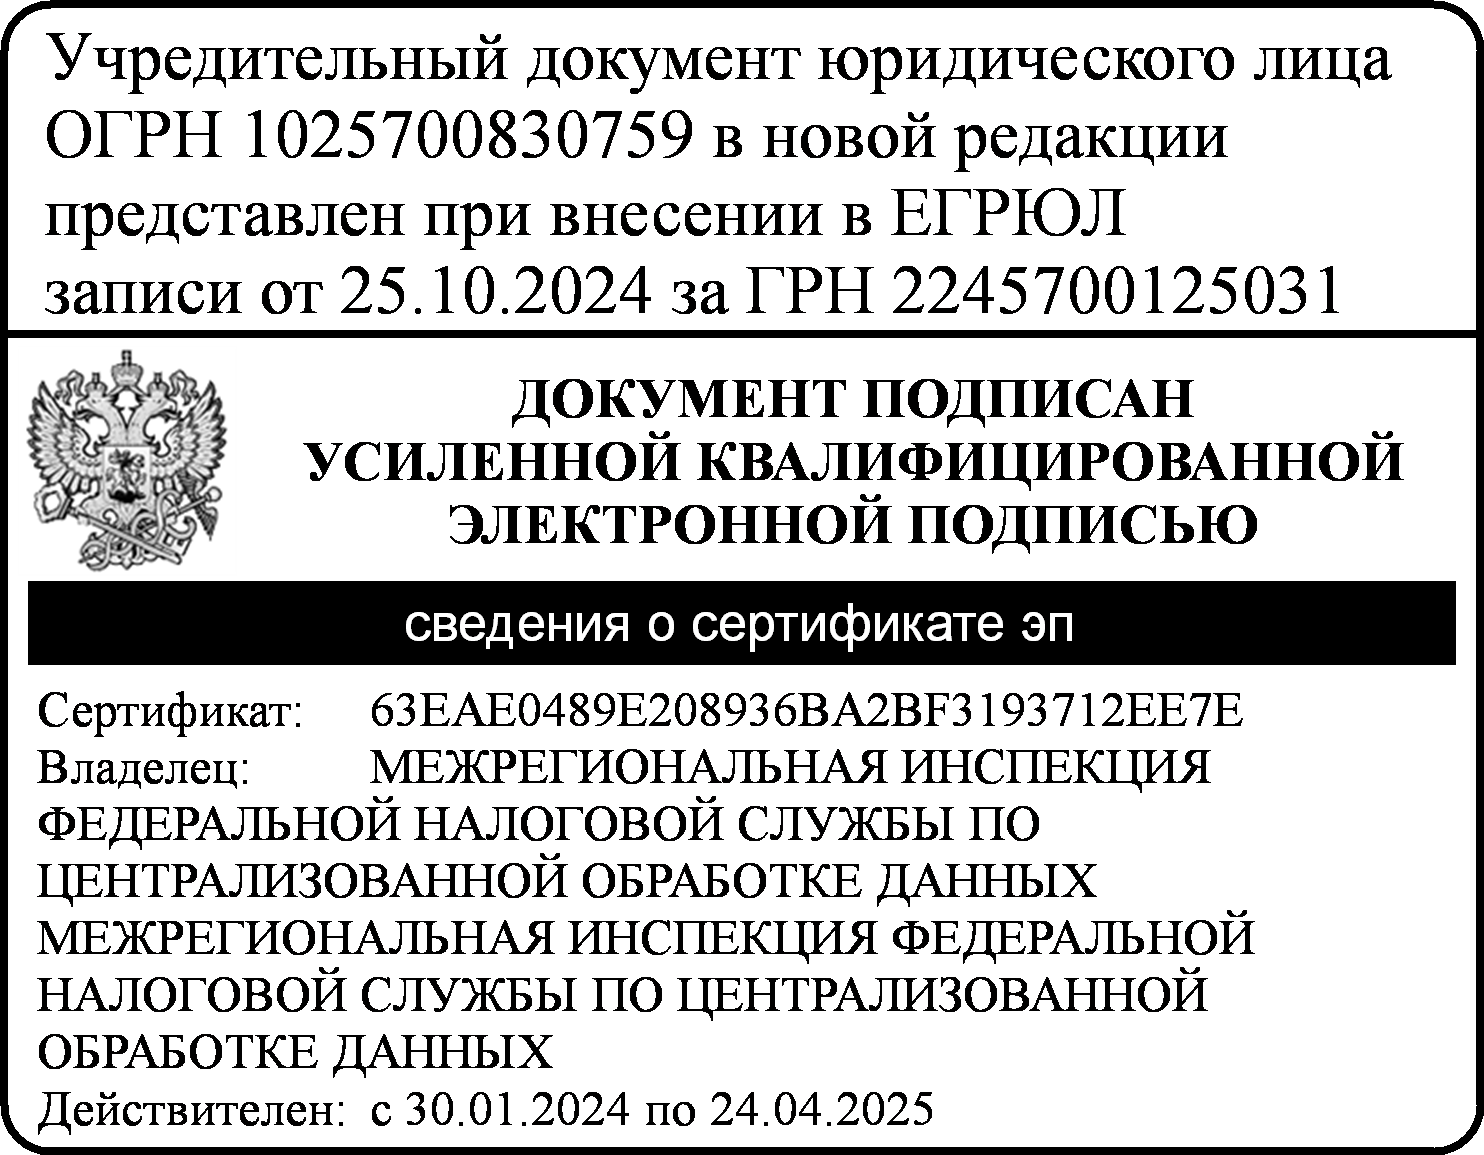 Учредительный документ юридического лица
ОГРН 1025700830759 в новой редакции
представлен при внесении в ЕГРЮЛ
записи от 25.10.2024 за ГРН 2245700125031
ДОКУМЕНТ ПОДПИСАН
УСИЛЕННОЙ КВАЛИФИЦИРОВАННОЙ
ЭЛЕКТРОННОЙ ПОДПИСЬЮ
сведения о сертификате эп
Сертификат: 63EAE0489E208936BA2BF3193712EE7E
Владелец: МЕЖРЕГИОНАЛЬНАЯ ИНСПЕКЦИЯ
ФЕДЕРАЛЬНОЙ НАЛОГОВОЙ СЛУЖБЫ ПО
ЦЕНТРАЛИЗОВАННОЙ ОБРАБОТКЕ ДАННЫХ
МЕЖРЕГИОНАЛЬНАЯ ИНСПЕКЦИЯ ФЕДЕРАЛЬНОЙ
НАЛОГОВОЙ СЛУЖБЫ ПО ЦЕНТРАЛИЗОВАННОЙ
ОБРАБОТКЕ ДАННЫХ
Действителен: с 30.01.2024 по 24.04.2025